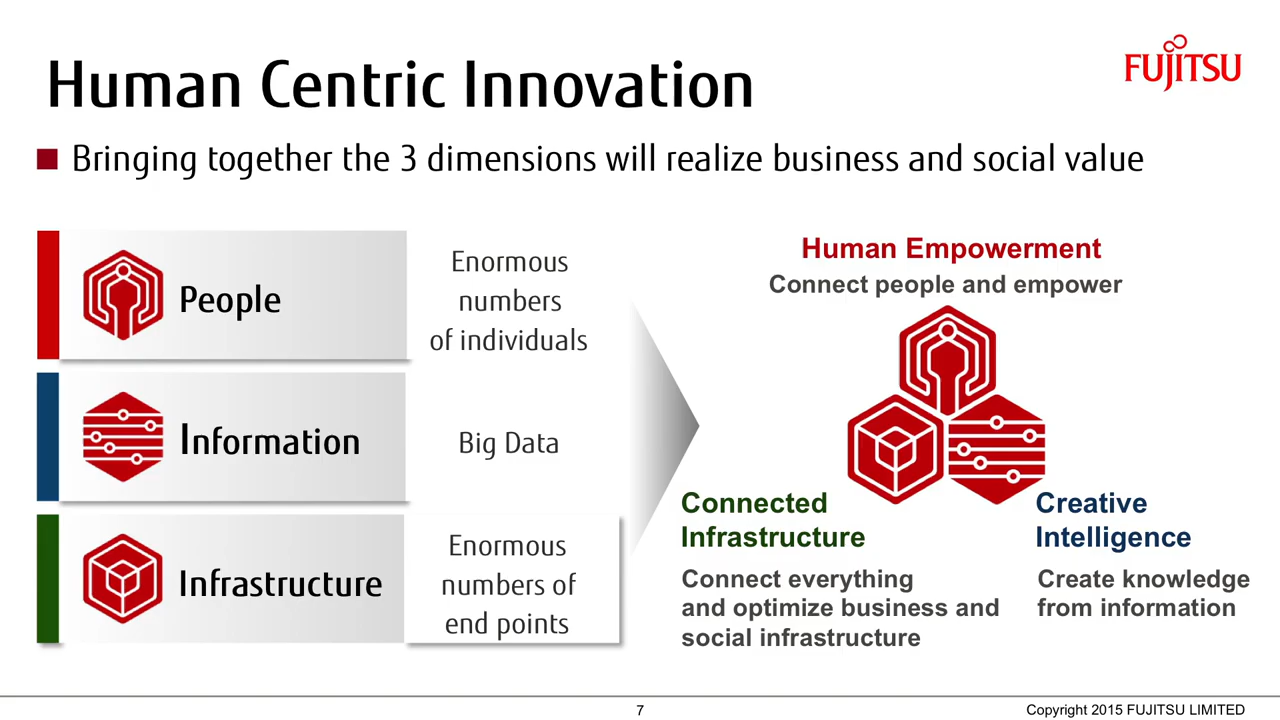 Human Centric Innovation
FUJITSU
Bringing together the 3 dimensions will realize business and social value
People
Enormous
numbers
of individuals
Information
Big Data
Infrastructure
Enormous
numbers of
end points
Human Empowerment
Connect people and empower
Connected
Infrastructure
Connect everything
and optimize business and
social infrastructure
Creative
Intelligence
Create knowledge
from information
7
Copyright 2015 FUJITSU LIMITED